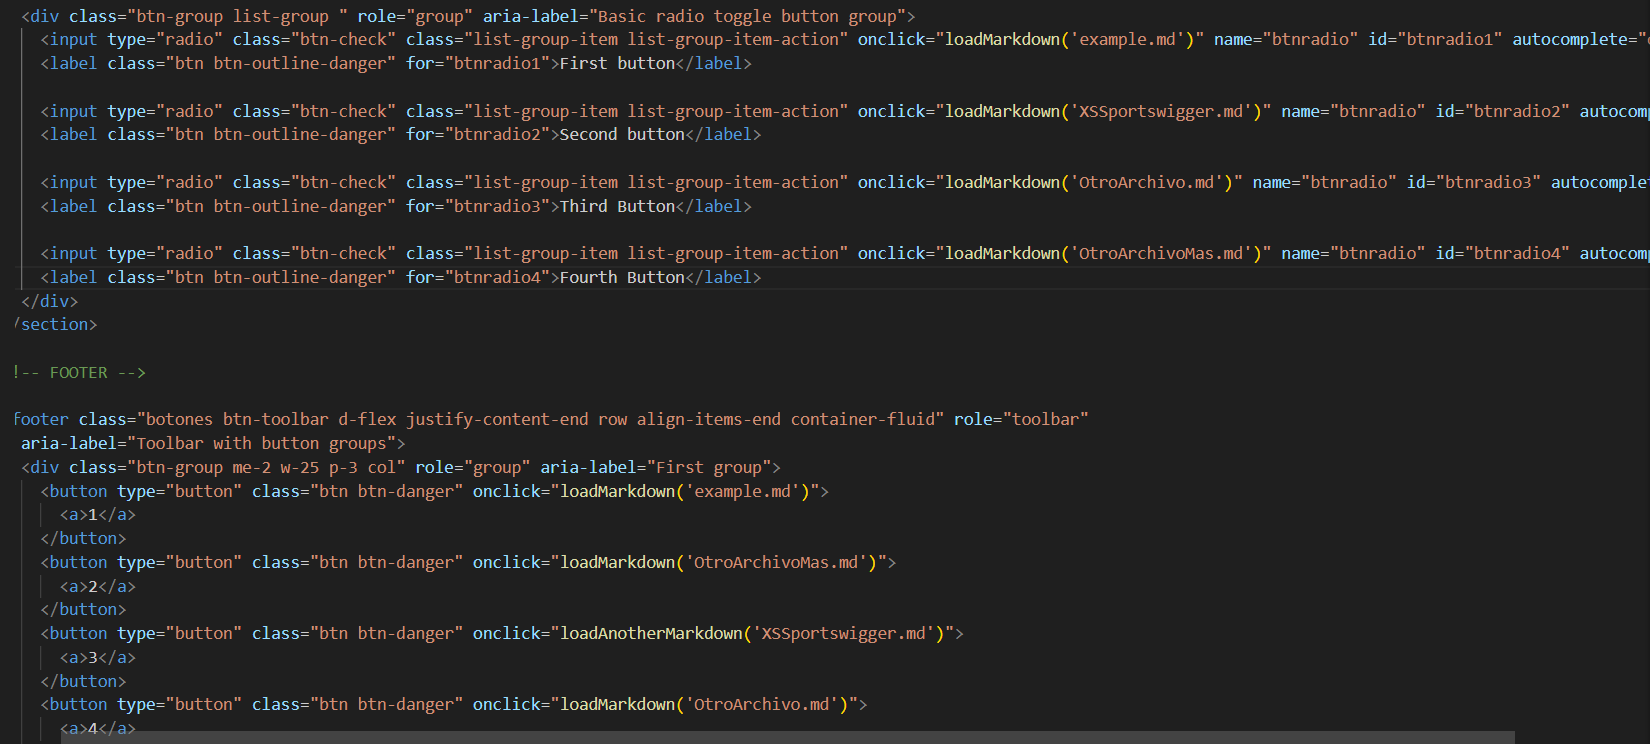 <div class="btn-group list-group " role="group" aria-label="Basic radio toggle button group">
<input type="radio" class="btn-check" class="list-group-item list-group-item-action" onclick="loadMarkdown('example.md')" name="btnradio" id="btnradio1" autocomplete="
<label class="btn btn-outline-danger" for="btnradio1">First button</label>
<input type="radio" class="btn-check" class="list-group-item list-group-item-action" onclick="loadMarkdown('XSSportswigger.md')" name="btnradio" id="btnradio2" autocom
<label class="btn btn-outline-danger" for="btnradio2">Second button</label>
<input type="radio" class="btn-check" class="list-group-item list-group-item-action" onclick="loadMarkdown('OtroArchivo.md')" name="btnradio" id="btnradio3" autocomple
<label class="btn btn-outline-danger" for="btnradio3">Third Button</label>
<input type="radio" class="btn-check" class="list-group-item list-group-item-action" onclick="loadMarkdown('OtroArchivoMas.md')" name="btnradio" id="btnradio4" autocom
<label class="btn btn-outline-danger" for="btnradio4">Fourth Button</label>
</div>
/section>
!-- FOOTER -->
footer class="botones btn-toolbar d-flex justify-content-end row align-items-end container-fluid" role="toolbar"
aria-label="Toolbar with button groups">
<div class="btn-group me-2 w-25 p-3 col" role="group" aria-label="First group">
<button type="button" class="btn btn-danger" onclick="loadMarkdown('example.md')">
<a>1</a>
</button>
<button type="button" class="btn btn-danger" onclick="loadMarkdown('OtroArchivoMas.md')">
<a>2</a>
</button>
<button type="button" class="btn btn-danger" onclick="loadAnotherMarkdown('XSSportswigger.md')">
<a>3</a>
</button>
<button type="button" class="btn btn-danger" onclick="loadMarkdown('OtroArchivo.md')">
<a>4</a>